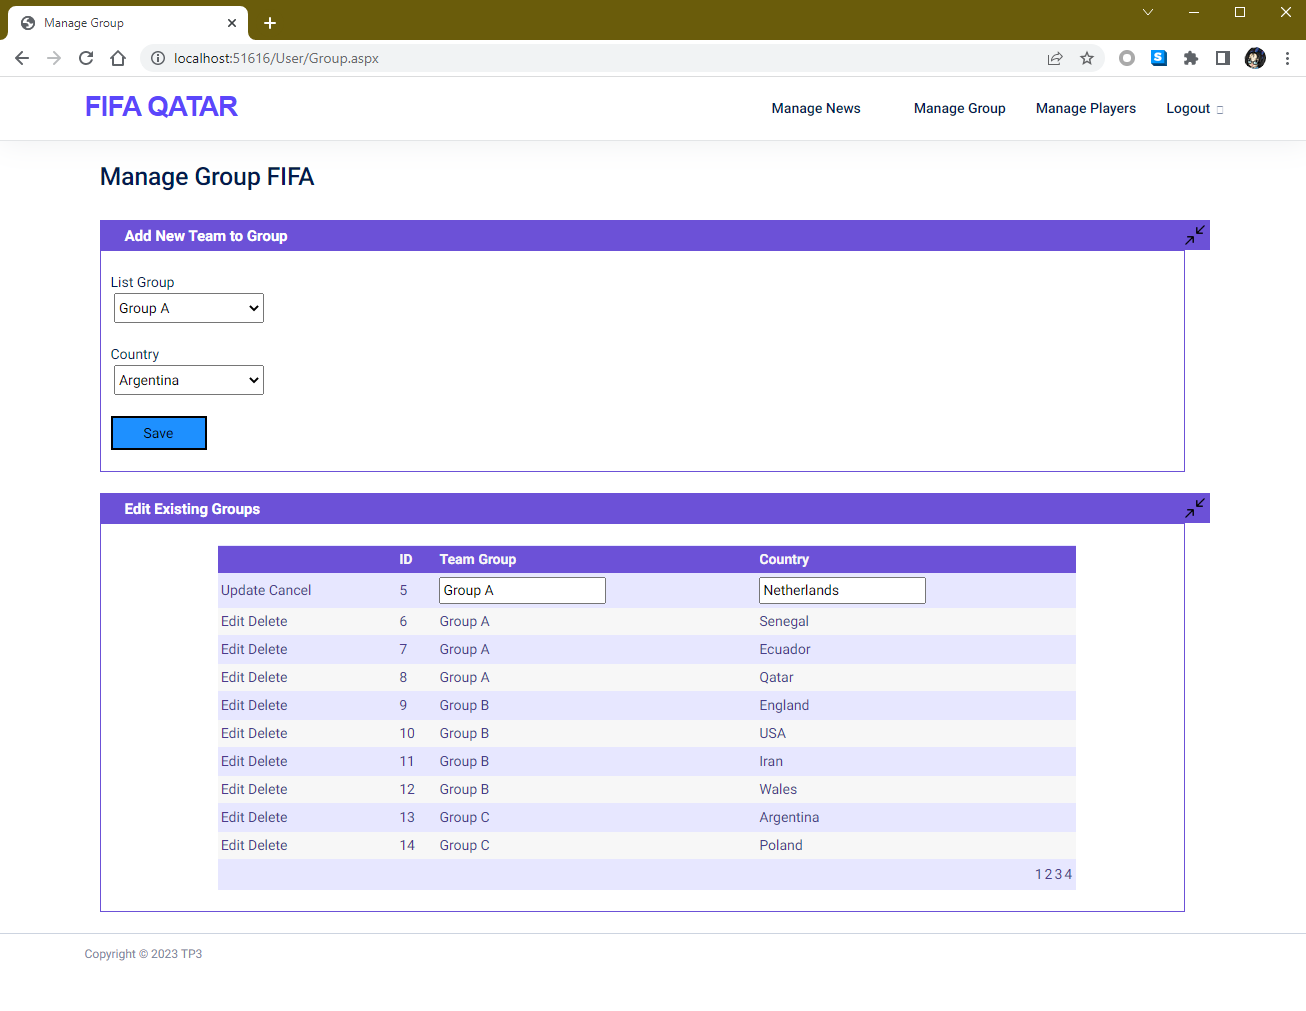 Manage Group
localhost:51616/User/Group.aspx
S
FIFA QATAR
Manage News Manage Group Manage Players Logout
Manage Group FIFA
Add New Team to Group
List Group
Group A
Country
Argentina
Save
Edit Existing Groups
ID Team Group Country
Update Cancel 5 Group A Netherlands
Edit Delete 6 Group A Senegal
Edit Delete 7 Group A Ecuador
Edit Delete 8 Group A Qatar
Edit Delete 9 Group B England
Edit Delete 10 Group B USA
Edit Delete 11 Group B Iran
Edit Delete 12 Group B Wales
Edit Delete 13 Group C Argentina
Edit Delete 14 Group C Poland
1 2 3 4
Copyright © 2023 TP3